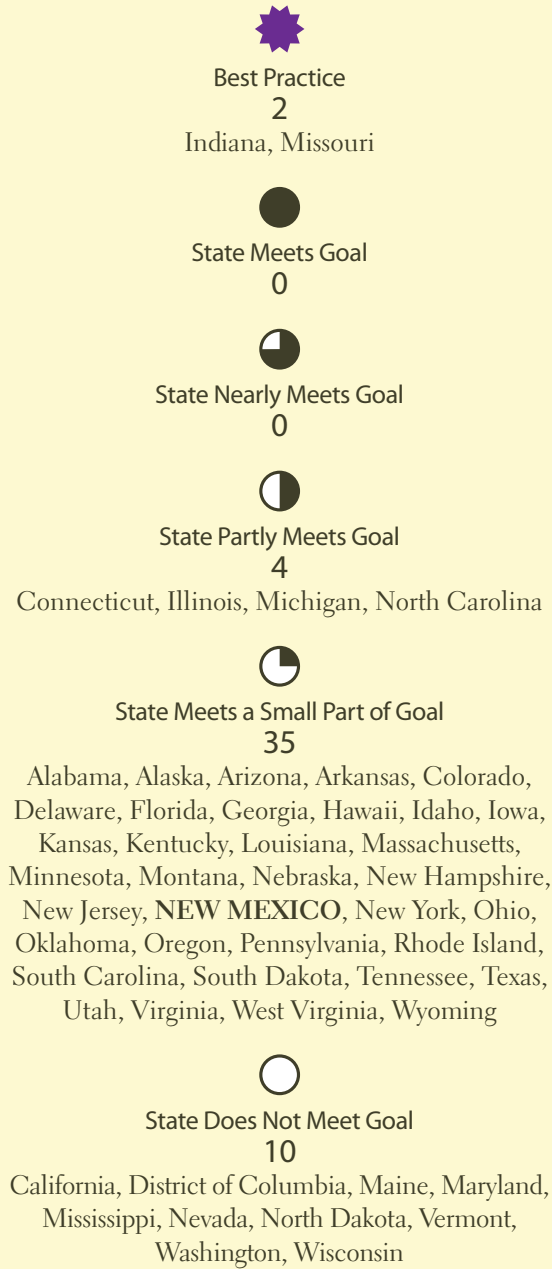 Best Practice
2
Indiana, Missouri
State Meets Goal
0
State Nearly Meets Goal
0
State Partly Meets Goal
4
Connecticut, Illinois, Michigan, North Carolina
State Meets a Small Part of Goal
35
Alabama, Alaska, Arizona, Arkansas, Colorado,
Delaware, Florida, Georgia, Hawaii, Idaho, Iowa,
Kansas, Kentucky, Louisiana, Massachusetts,
Minnesota, Montana, Nebraska, New Hampshire,
New Jersey, NEW MEXICO, New York, Ohio,
Oklahoma, Oregon, Pennsylvania, Rhode Island,
South Carolina, South Dakota, Tennessee, Texas,
Utah, Virginia, West Virginia, Wyoming
State Does Not Meet Goal
10
California, District of Columbia, Maine, Maryland,
Mississippi, Nevada, North Dakota, Vermont,
Washington, Wisconsin